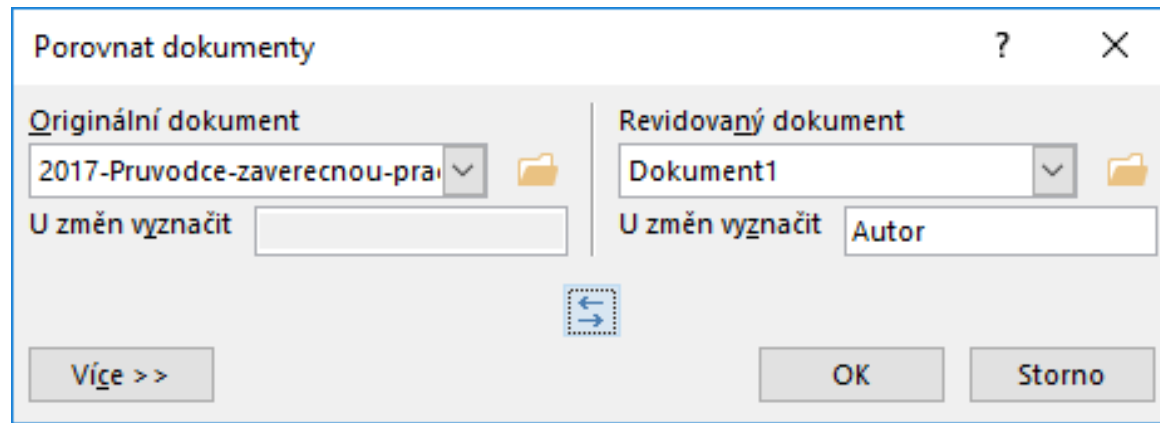 Porovnat dokumenty ?
Originální dokument
2017-Pruvodce-zaverecnou-pra
U změn vyznačit
Revidovaný dokument
Dokument1
U změn vyznačit Autor
Více >>
OK
Storno